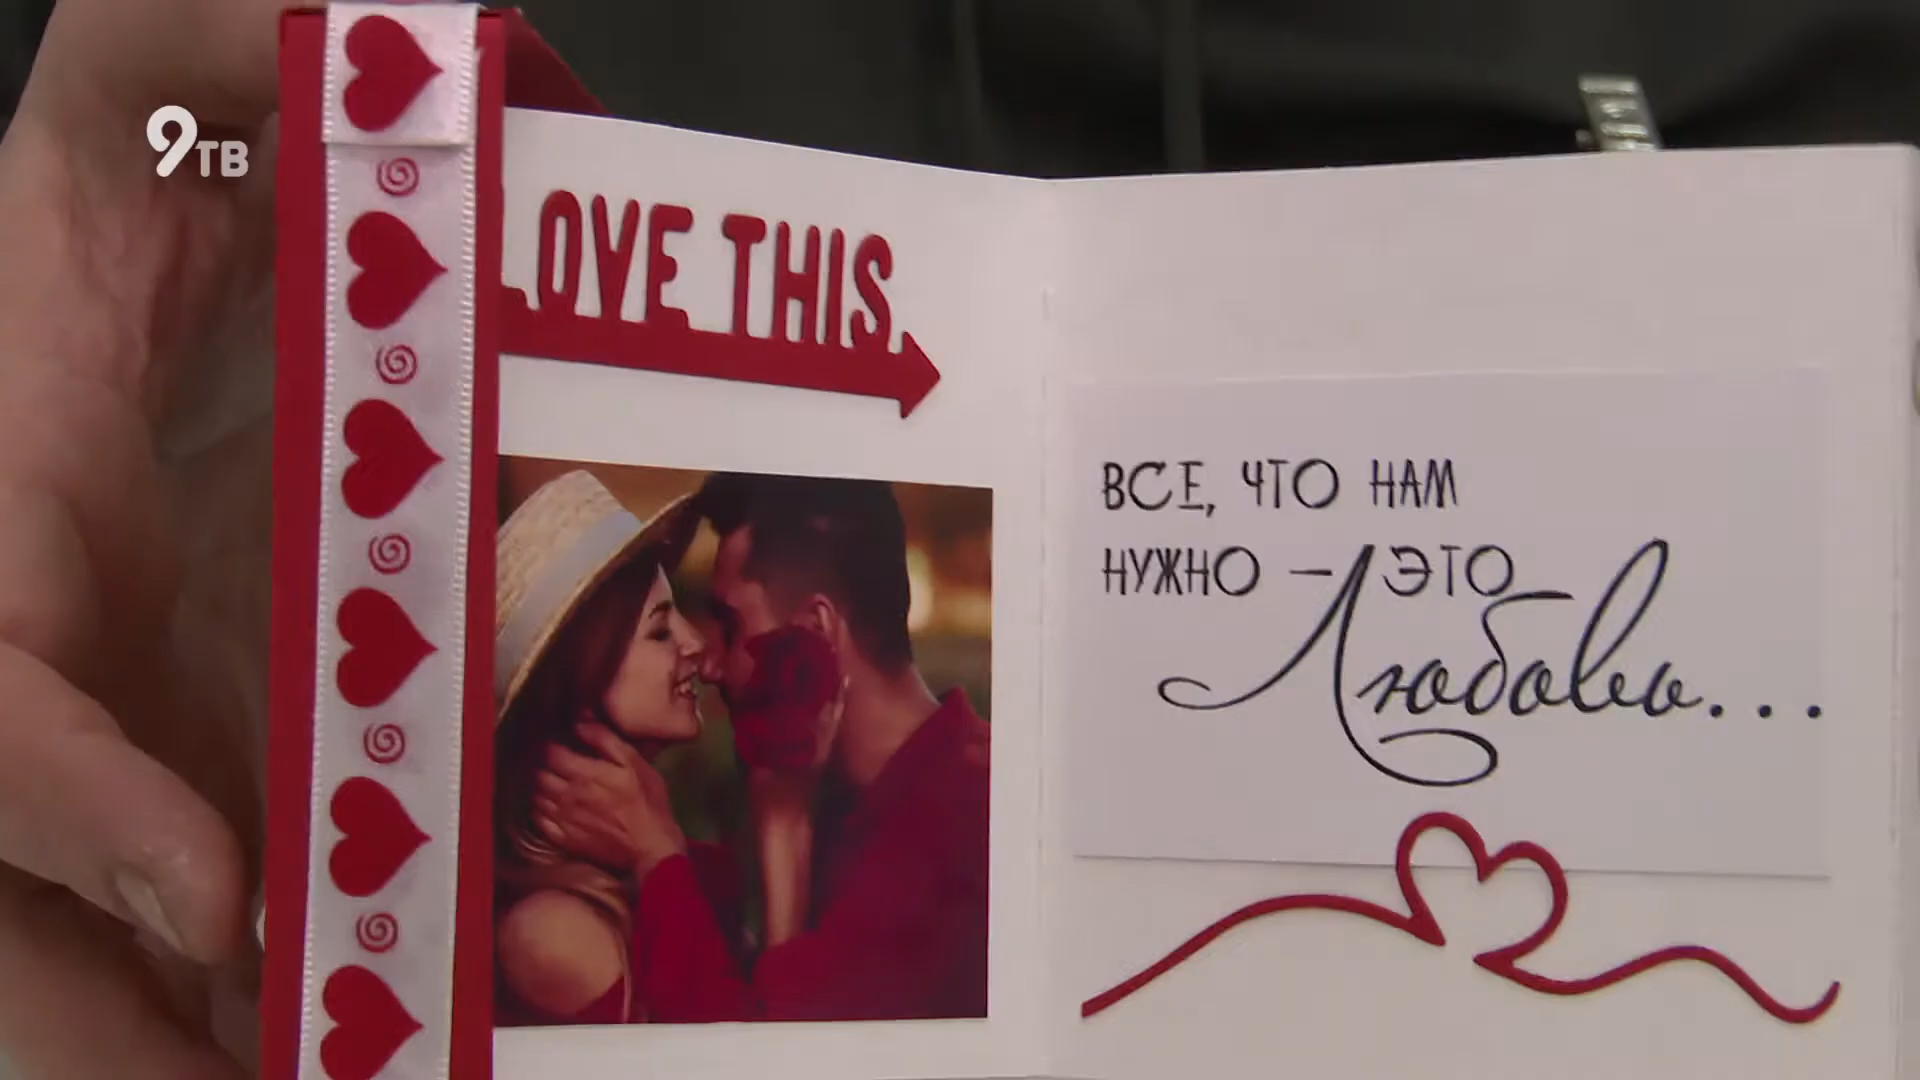 9ТВ
LOVE THIS.
ВСЕ, ЧТО НАМ
НУЖНО – ЭТО
Любовь...